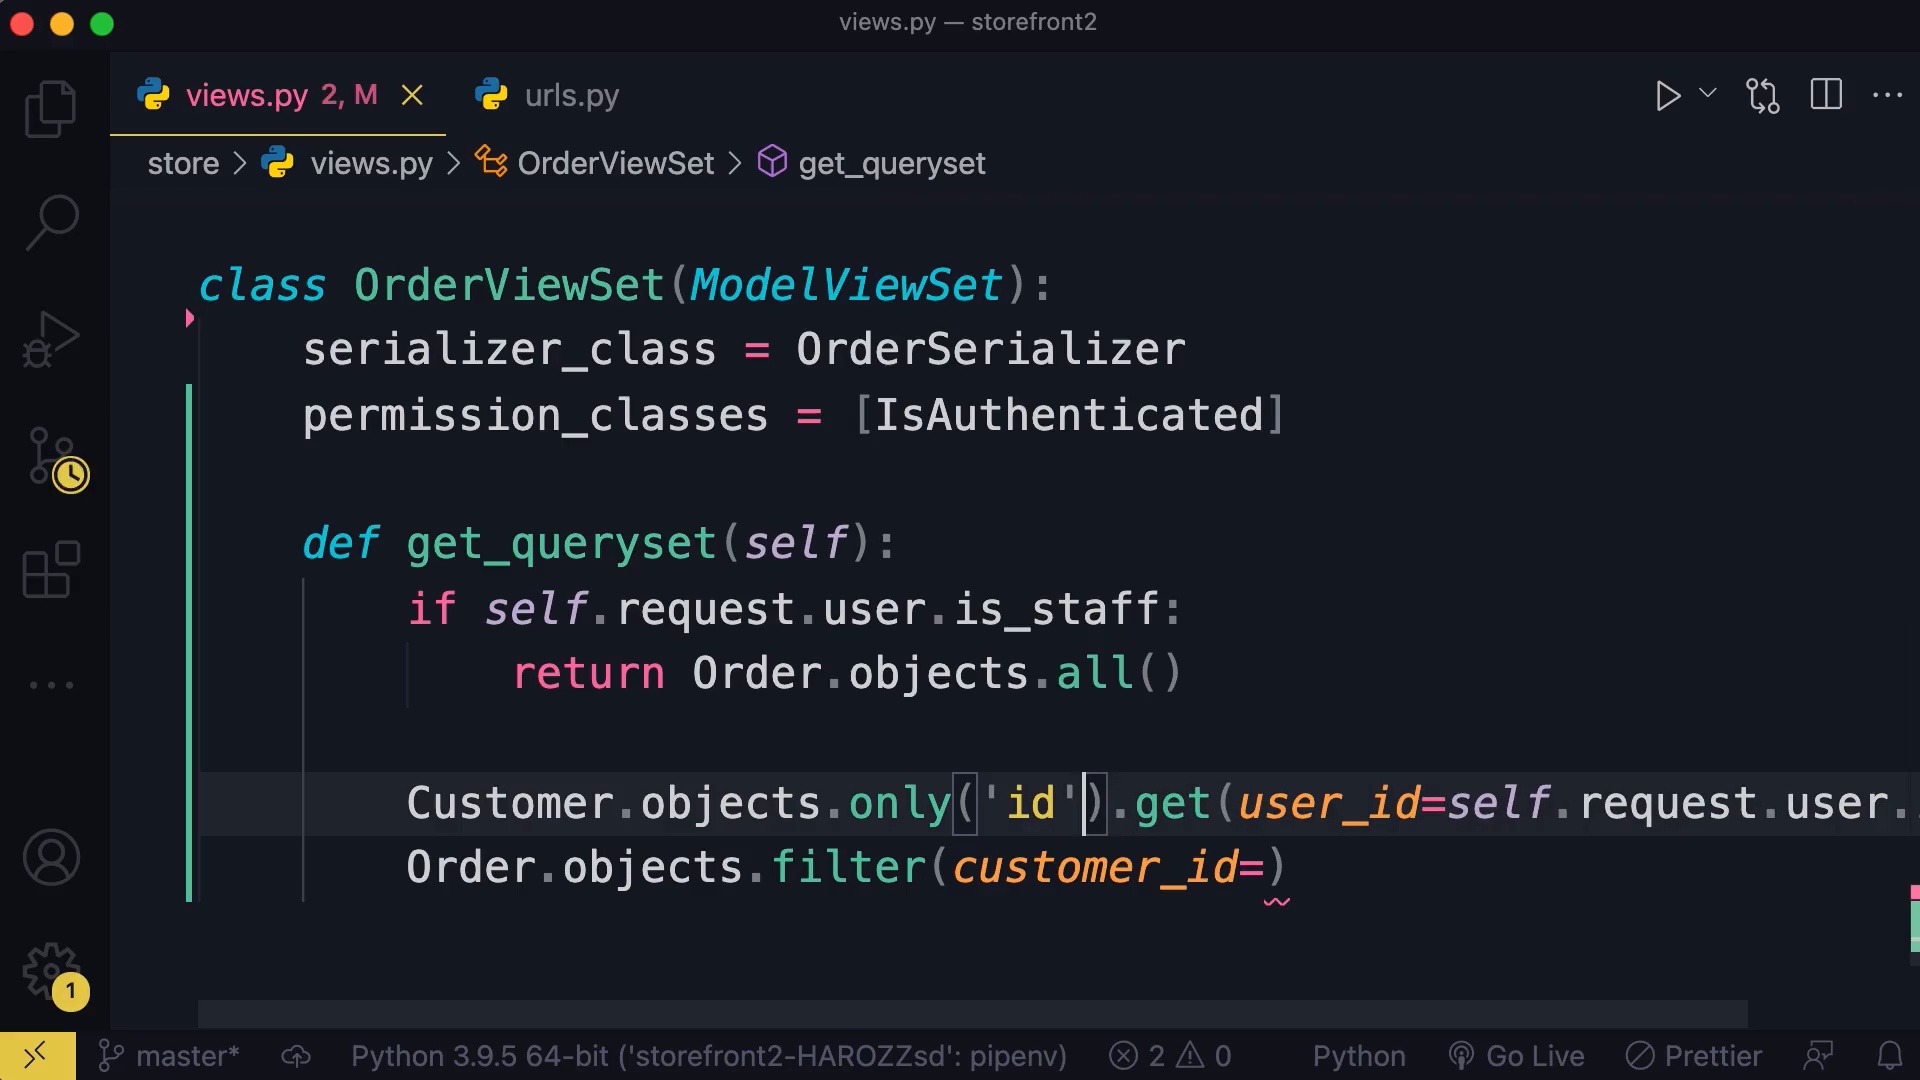 views.py — storefront2
views.py 2, M
urls.py
store > views.py > OrderViewSet > get_queryset
class OrderViewSet(ModelViewSet):
serializer_class = OrderSerializer
permission_classes = [IsAuthenticated]
def get_queryset(self):
if self.request.user.is_staff:
return Order.objects.all()
Customer.objects.only('id').get(user_id=self.request.user.
Order.objects.filter(customer_id=)
1
master* Python 3.9.5 64-bit ('storefront2-HAROZZsd': pipenv) 2 0 Python Go Live Prettier